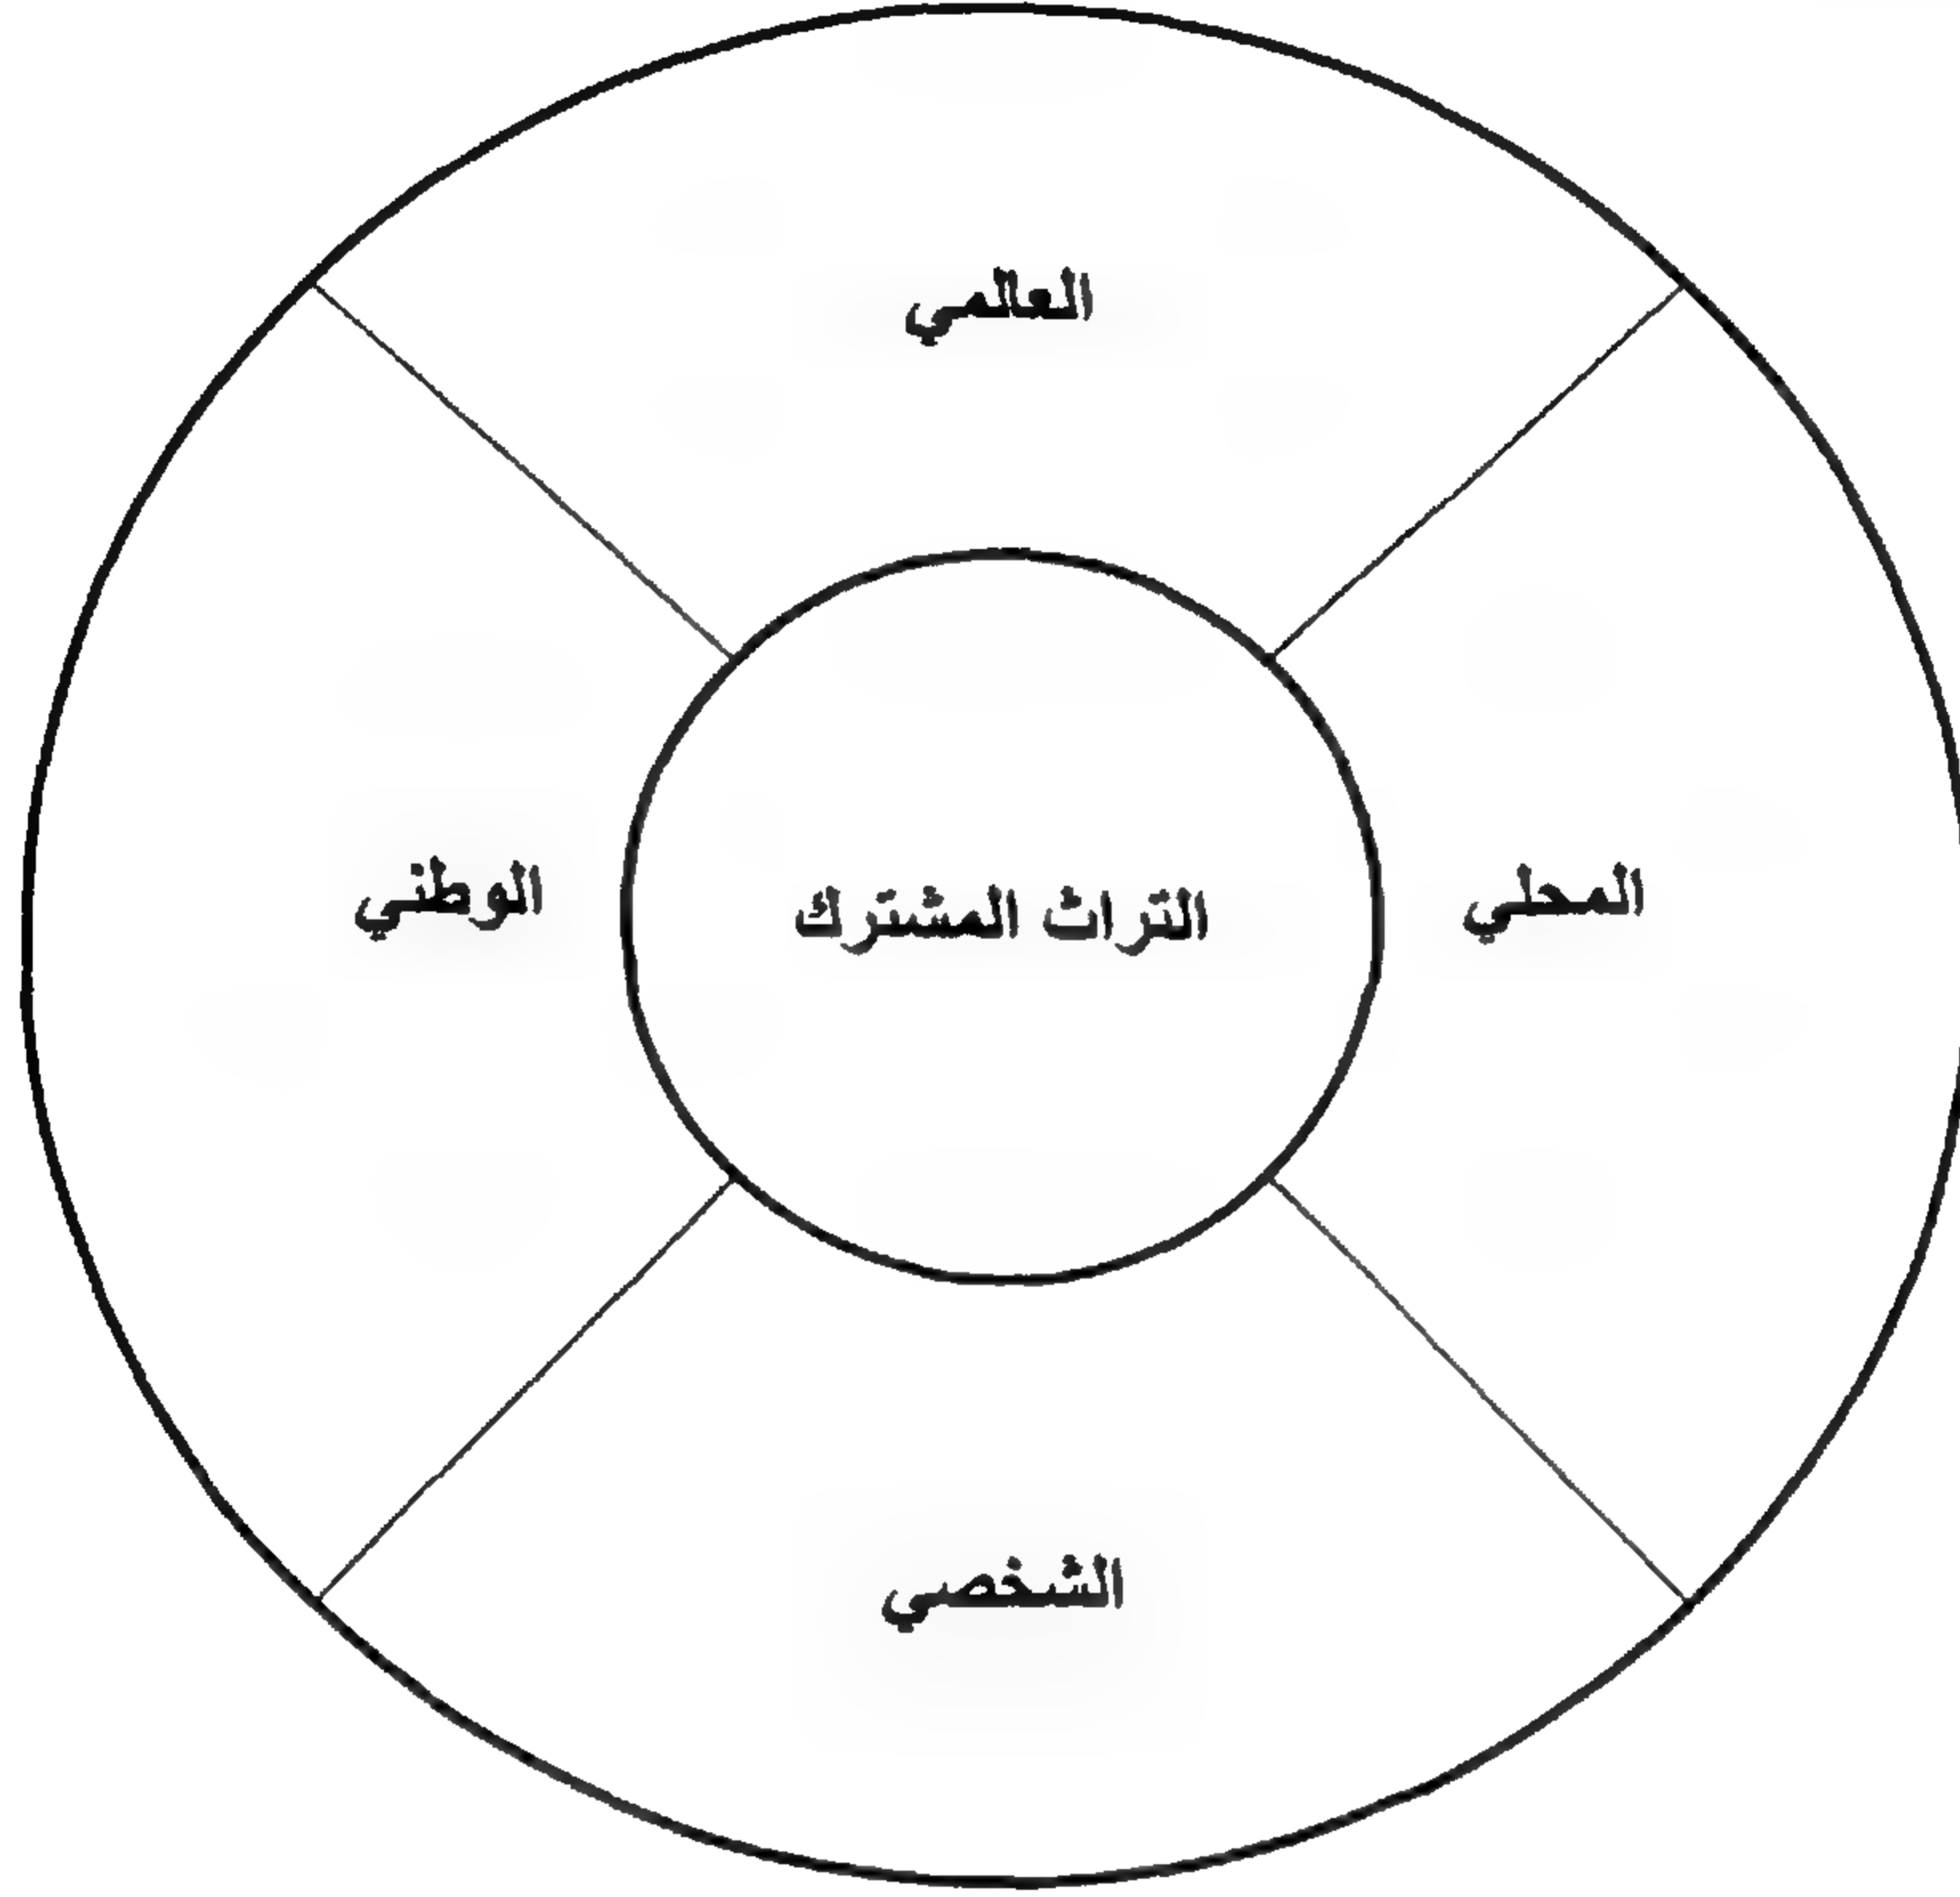 العالمي
المحلي
التراث المشترك
الوطني
الشخصي